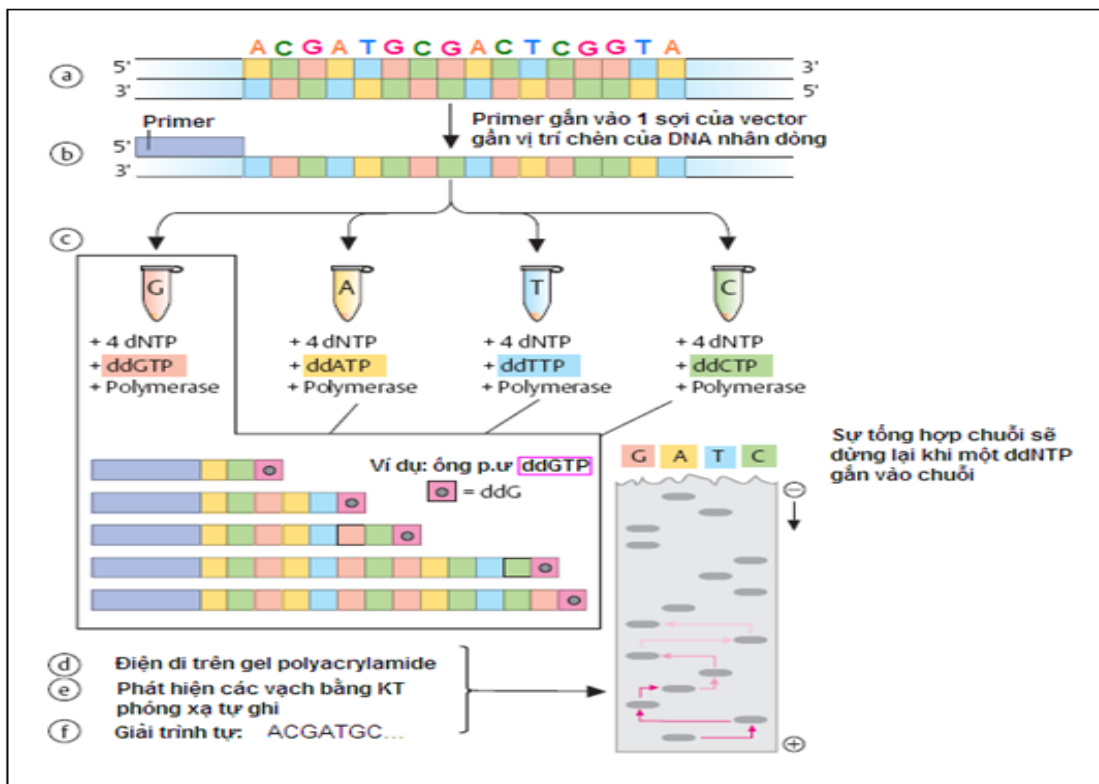 A C G A T G C G A C T C G G T A
a 5' 3'
3' 5'
Primer
Primer gắn vào 1 sợi của vector
gần vị trí chèn của DNA nhân dòng
b 5'
3'
c
G A T C
+ 4 dNTP + 4 dNTP + 4 dNTP + 4 dNTP
+ ddGTP + ddATP + ddTTP + ddCTP
+ Polymerase + Polymerase + Polymerase + Polymerase
Sự tổng hợp chuỗi sẽ
dừng lại khi một ddNTP
gắn vào chuỗi
Ví dụ: ống p.ư ddGTP
= ddG
G A T C
−
+
d Điện di trên gel polyacrylamide
e Phát hiện các vạch bằng KT
phóng xạ tự ghi
f Giải trình tự: ACGATGC...